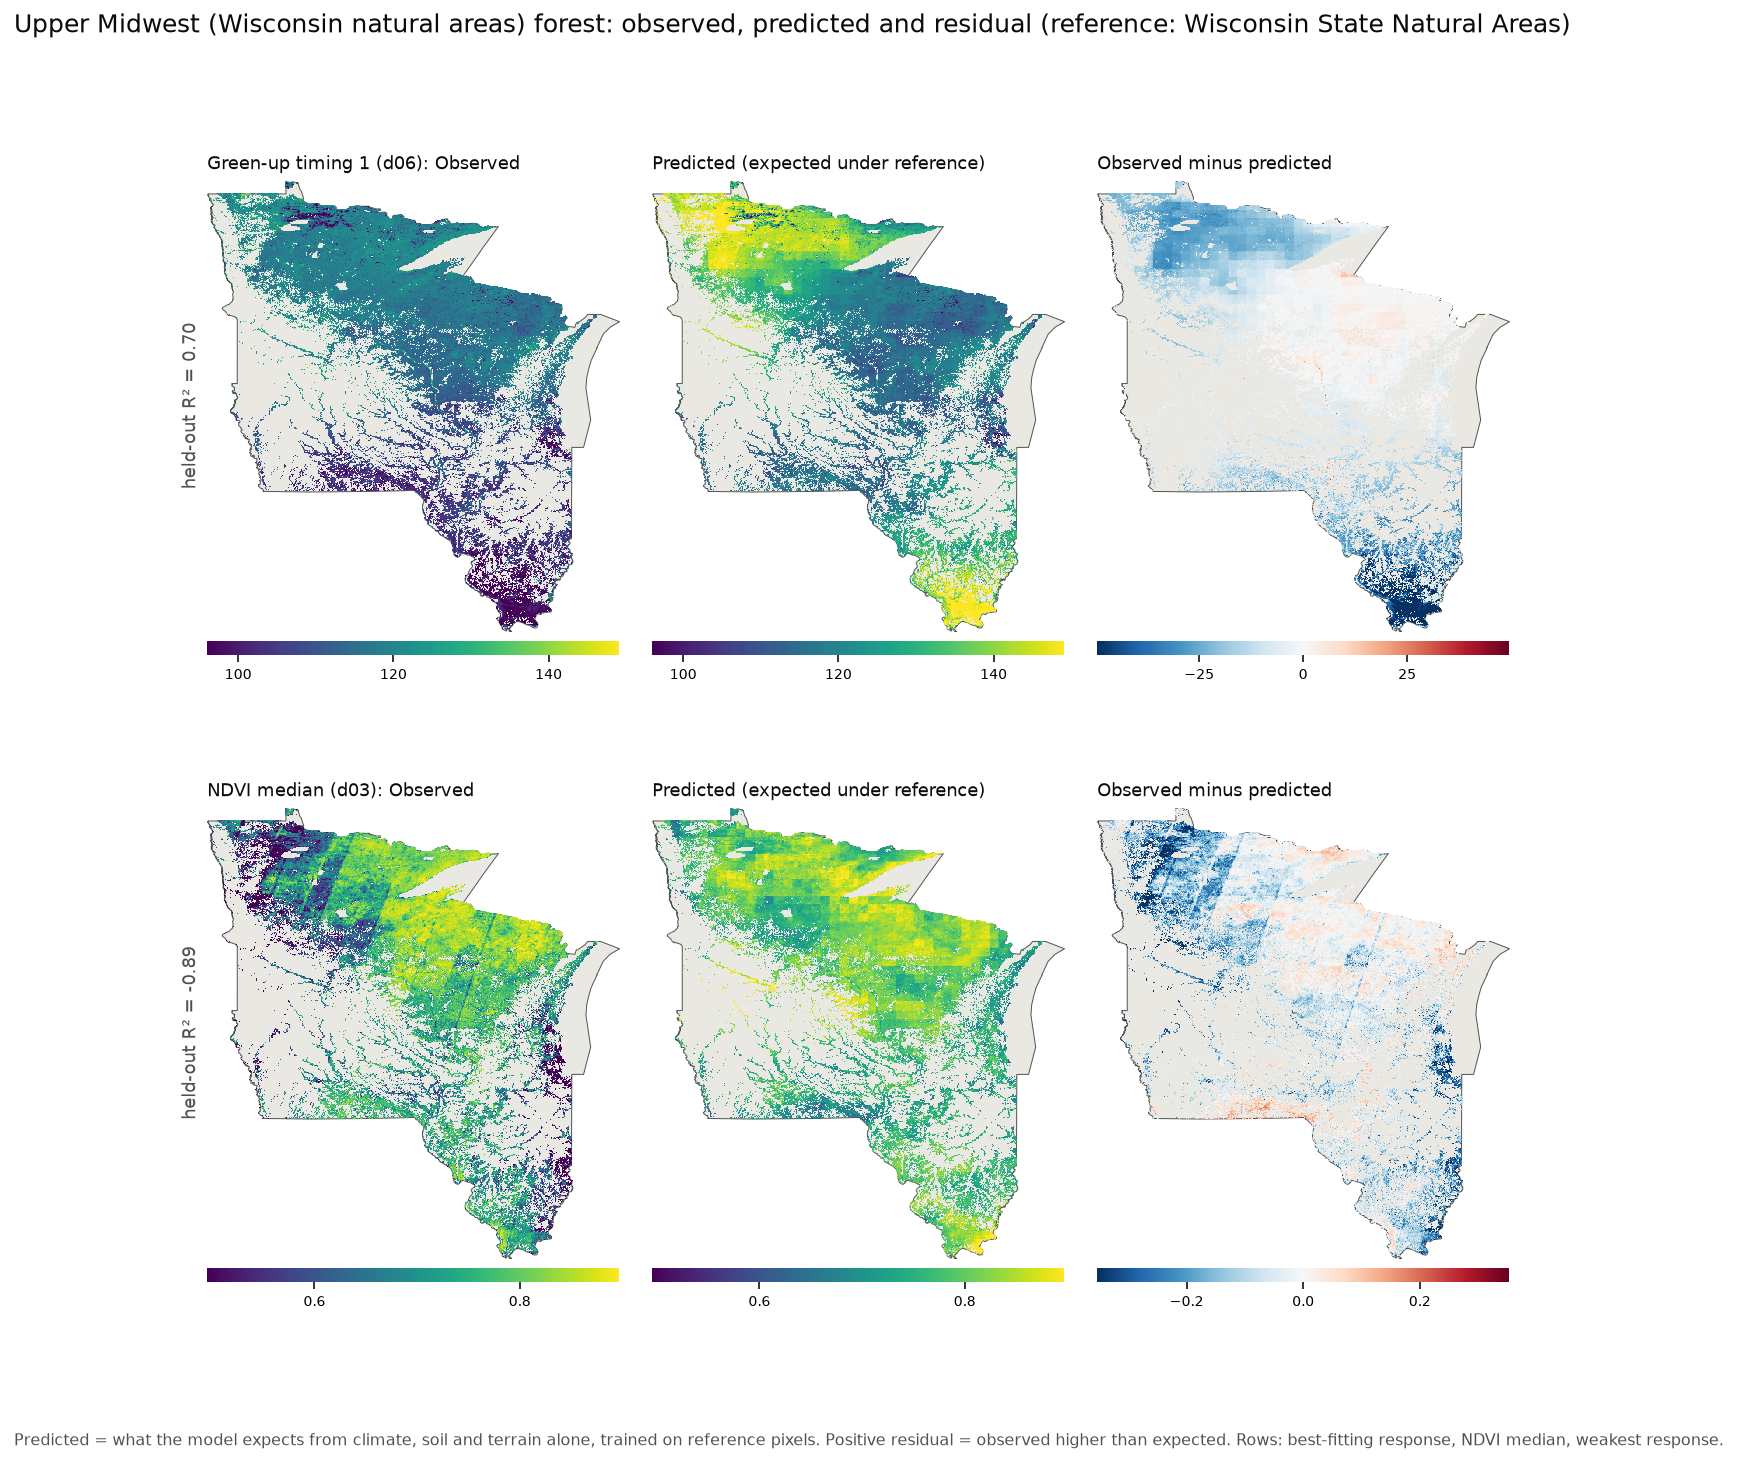 Upper Midwest (Wisconsin natural areas) forest: observed, predicted and residual (reference: Wisconsin State Natural Areas)
Green-up timing 1 (d06): Observed
Predicted (expected under reference)
Observed minus predicted
held-out R² = 0.70
100 120 140
100 120 140
−25 0 25
NDVI median (d03): Observed
Predicted (expected under reference)
Observed minus predicted
held-out R² = -0.89
0.6 0.8
0.6 0.8
−0.2 0.0 0.2
Predicted = what the model expects from climate, soil and terrain alone, trained on reference pixels. Positive residual = observed higher than expected. Rows: best-fitting response, NDVI median, weakest response.